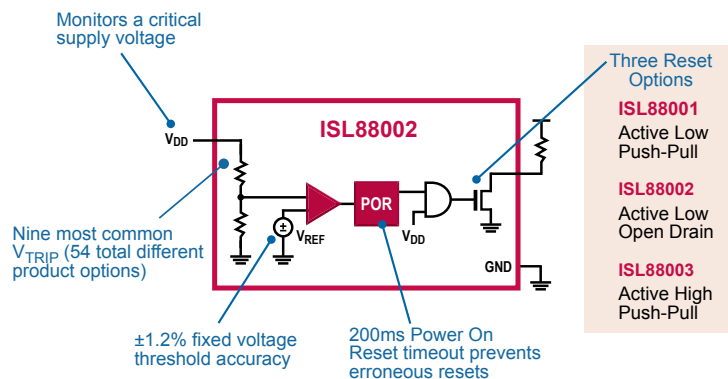 Monitors a critical
supply voltage
VDD
ISL88002
Three Reset
Options
ISL88001
Active Low
Push-Pull
ISL88002
Active Low
Open Drain
ISL88003
Active High
Push-Pull
POR
±
VREF
VDD
GND
Nine most common
VTRIP (54 total different
product options)
±1.2% fixed voltage
threshold accuracy
200ms Power On
Reset timeout prevents
erroneous resets